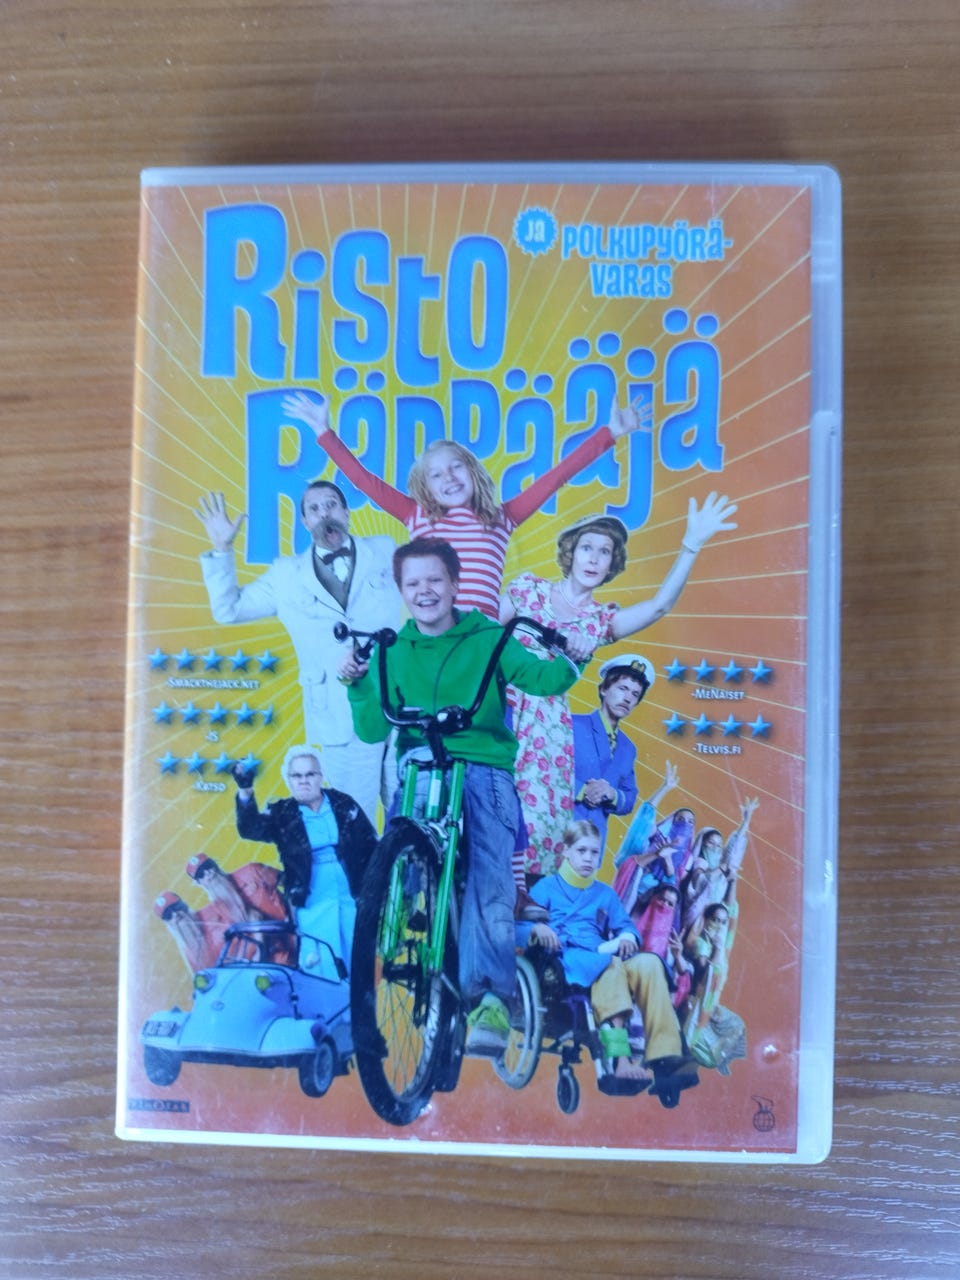 Risto
ja
POLKUPYÖRÄ-
VARAS
Räppääjä
-SMACKTHEJACK.NET
-IS
-KATSO
-MENAISET
-TELVIS.FI